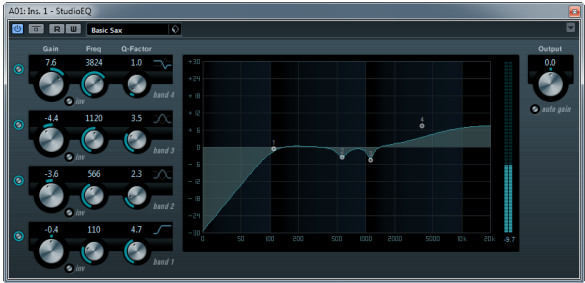 A01: Ins. 1 - StudioEQ
R W Basic Sax
Gain Freq Q-Factor
7.6 3824 1.0
inv band 4
-4.4 1120 3.5
inv band 3
-3.6 566 2.3
inv band 2
-0.4 110 4.7
inv band 1
+30
+24
+18
+12
+6
0
-6
-12
-18
-24
-30
1 2 3 4
0 50 100 200 500 1000 2000 5000 10k 20k
-9.7
Output
0.0
auto gain